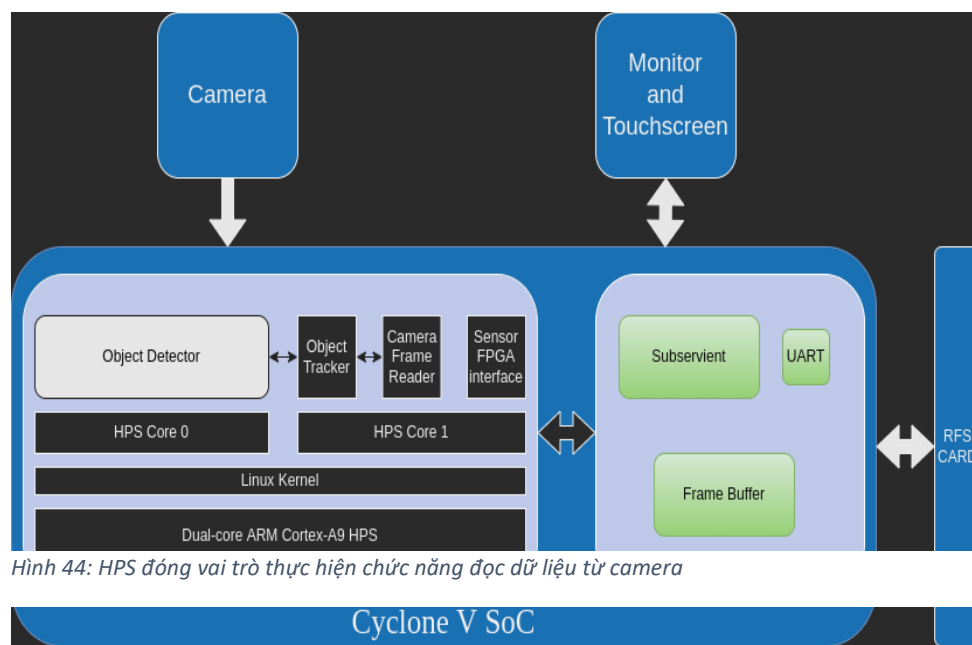 Camera
Monitor
and
Touchscreen
Object Detector
Object
Tracker
Camera
Frame
Reader
Sensor
FPGA
interface
HPS Core 0
HPS Core 1
Linux Kernel
Dual-core ARM Cortex-A9 HPS
Subservient
UART
Frame Buffer
RFS
CARD
Hình 44: HPS đóng vai trò thực hiện chức năng đọc dữ liệu từ camera
Cyclone V SoC